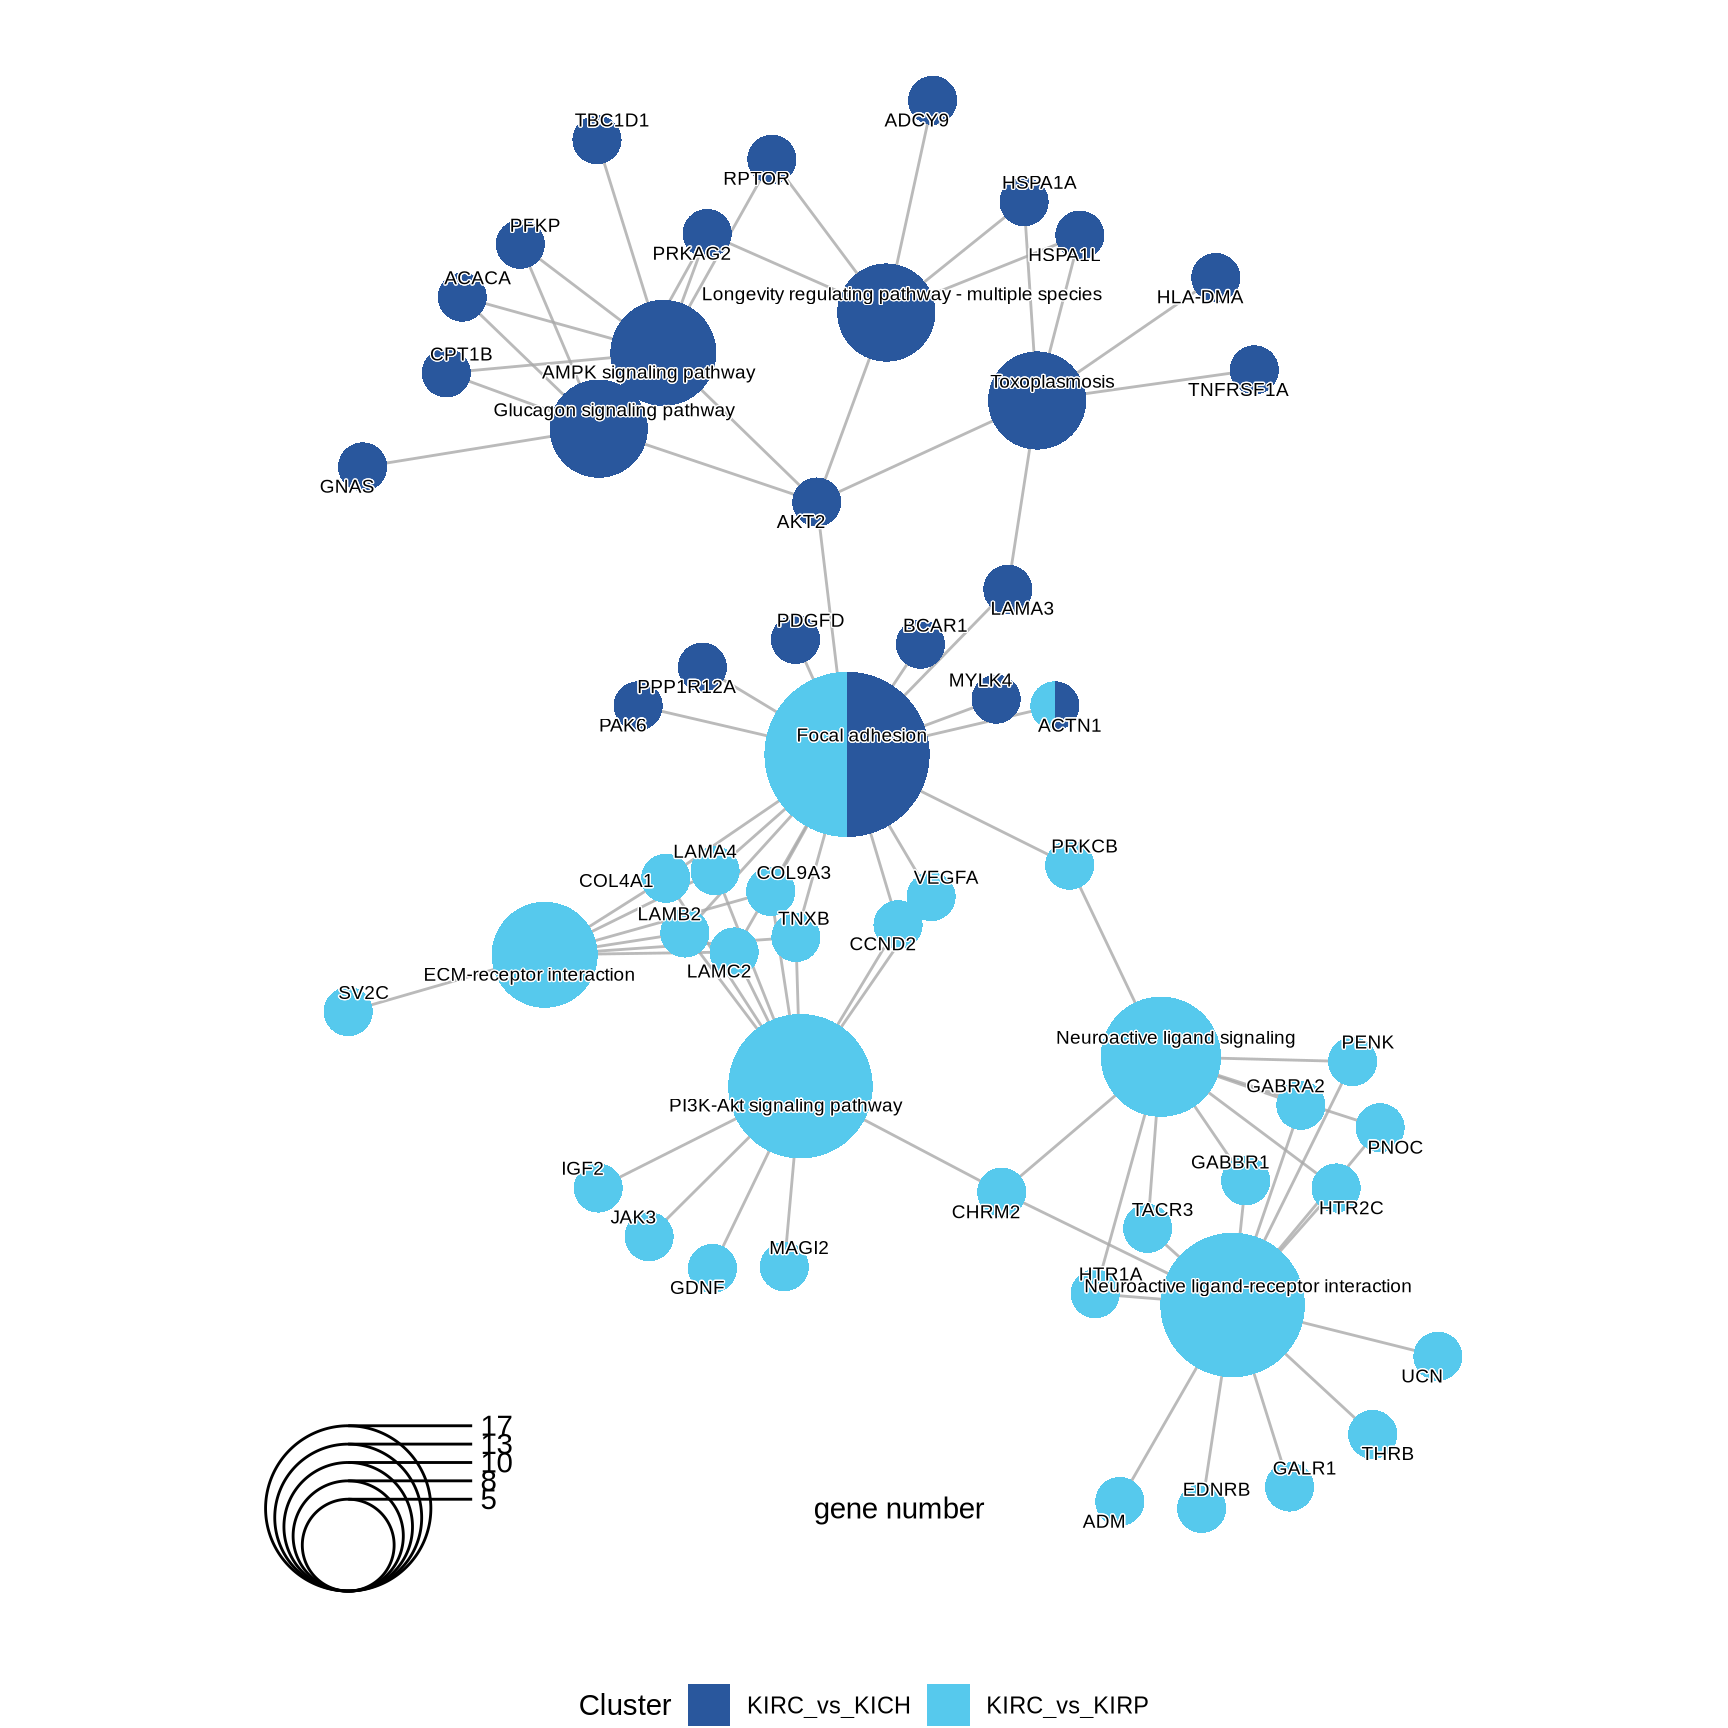 ADCY9
TBC1D1
RPTOR
HSPA1A
PFKP
PRKAG2
HSPA1L
ACACA
Longevity regulating pathway - multiple species
HLA-DMA
CPT1B
AMPK signaling pathway
Toxoplasmosis
TNFRSF1A
Glucagon signaling pathway
GNAS
AKT2
LAMA3
PDGFD
BCAR1
PPP1R12A
MYLK4
PAK6
ACTN1
Focal adhesion
LAMA4
PRKCB
COL4A1
COL9A3
VEGFA
LAMB2
TNXB
CCND2
LAMC2
ECM-receptor interaction
SV2C
Neuroactive ligand signaling
PENK
GABRA2
PI3K-Akt signaling pathway
PNOC
IGF2
GABBR1
CHRM2
TACR3
HTR2C
JAK3
MAGI2
GDNF
HTR1A
Neuroactive ligand-receptor interaction
UCN
THRB
GALR1
EDNRB
ADM
17
13
10
8
5
gene number
Cluster KIRC_vs_KICH KIRC_vs_KIRP